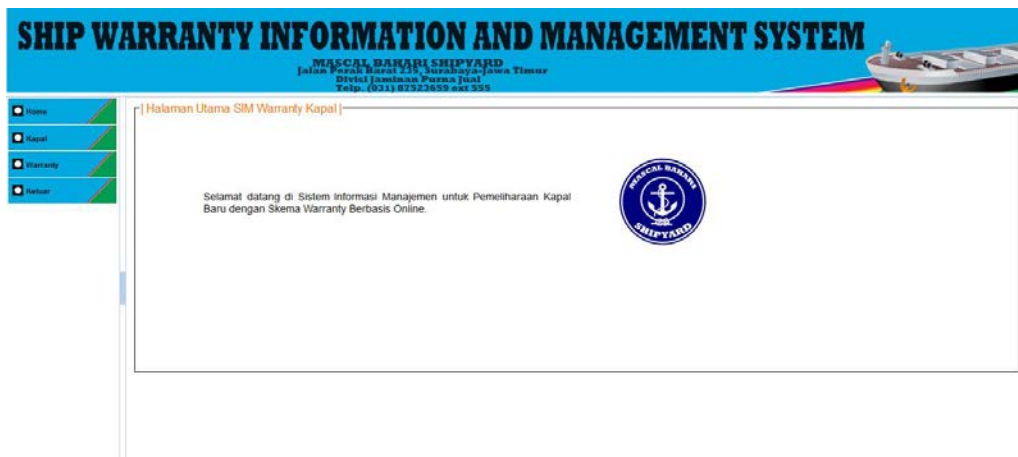 SHIP WARRANTY INFORMATION AND MANAGEMENT SYSTEM
MASCAL BAHARI SHIPYARD
Jalan Perak Barat 235, Surabaya-Jawa Timur
Divisi Jaminan Purna Jual
Telp. (031) 87523659 ext 555
Home
Kapal
Warranty
Keluar
| Halaman Utama SIM Warranty Kapal |
Selamat datang di Sistem Informasi Manajemen untuk Pemeliharaan Kapal
Baru dengan Skema Warranty Berbasis Online.
MASCAL BAHARI
SHIPYARD